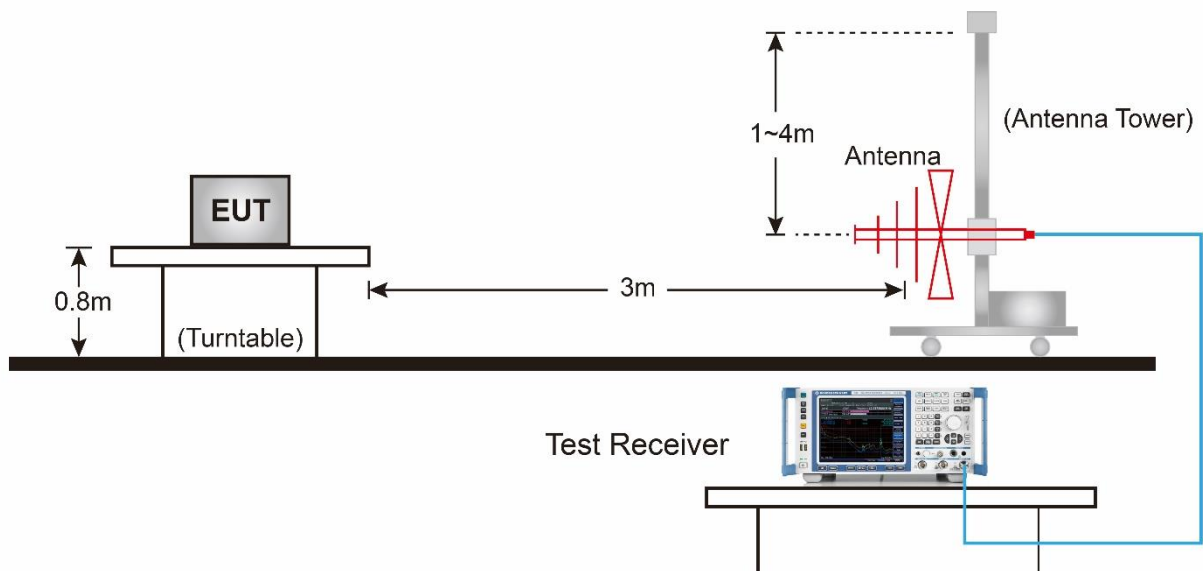 1~4m
(Antenna Tower)
Antenna
EUT
0.8m
3m
(Turntable)
Test Receiver